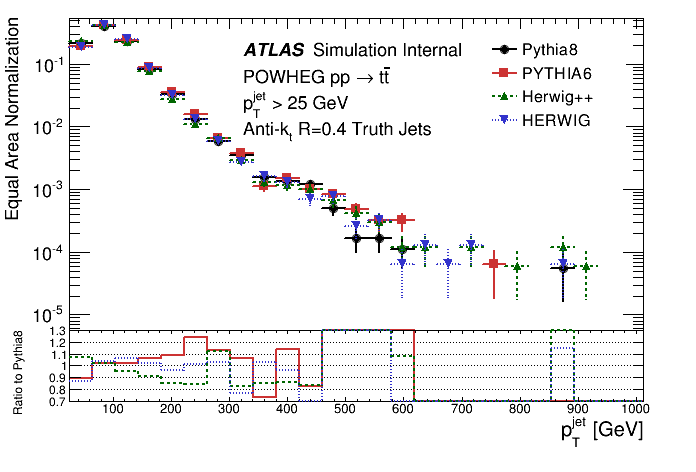 Equal Area Normalization
10⁻¹
10⁻²
10⁻³
10⁻⁴
10⁻⁵
ATLAS Simulation Internal
POWHEG pp → tt̄
p_T^jet > 25 GeV
Anti-k_t R=0.4 Truth Jets
Pythia8
PYTHIA6
Herwig++
HERWIG
Ratio to Pythia8
1.3
1.2
1.1
1
0.9
0.8
0.7
100 200 300 400 500 600 700 800 900 1000
p_T^jet [GeV]